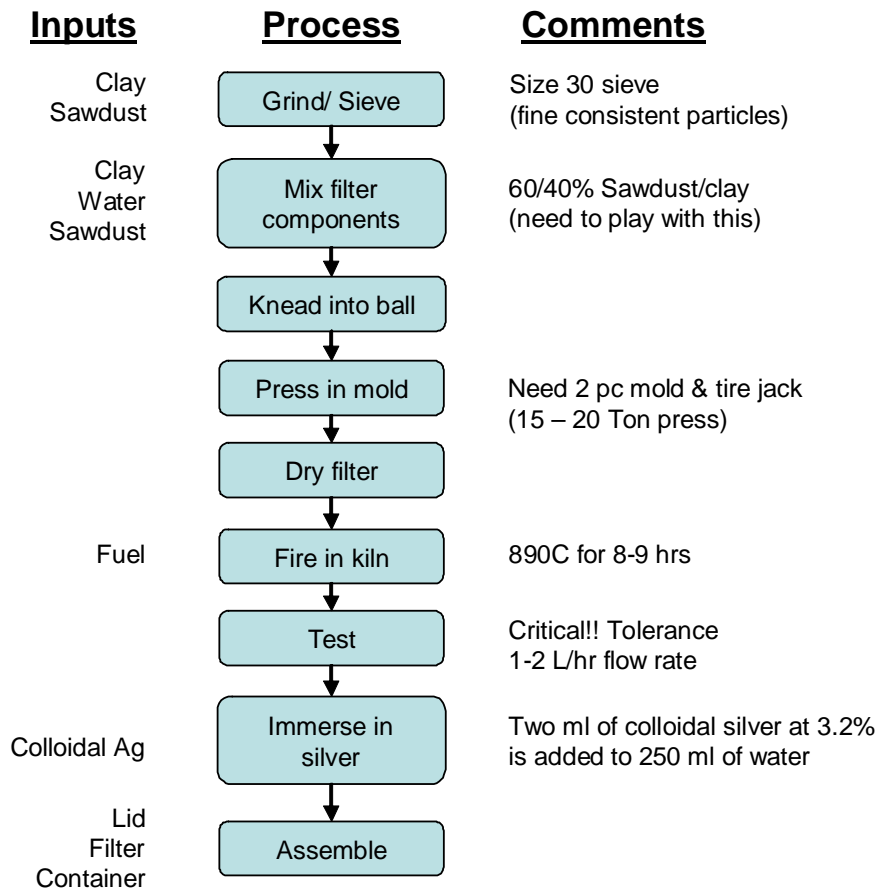 Inputs
Process
Comments
Clay
Sawdust
Grind/ Sieve
Size 30 sieve
(fine consistent particles)
Clay
Water
Sawdust
Mix filter
components
60/40% Sawdust/clay
(need to play with this)
Knead into ball
Press in mold
Need 2 pc mold & tire jack
(15 – 20 Ton press)
Dry filter
Fuel
Fire in kiln
890C for 8-9 hrs
Test
Critical!! Tolerance
1-2 L/hr flow rate
Colloidal Ag
Immerse in
silver
Two ml of colloidal silver at 3.2%
is added to 250 ml of water
Lid
Filter
Container
Assemble